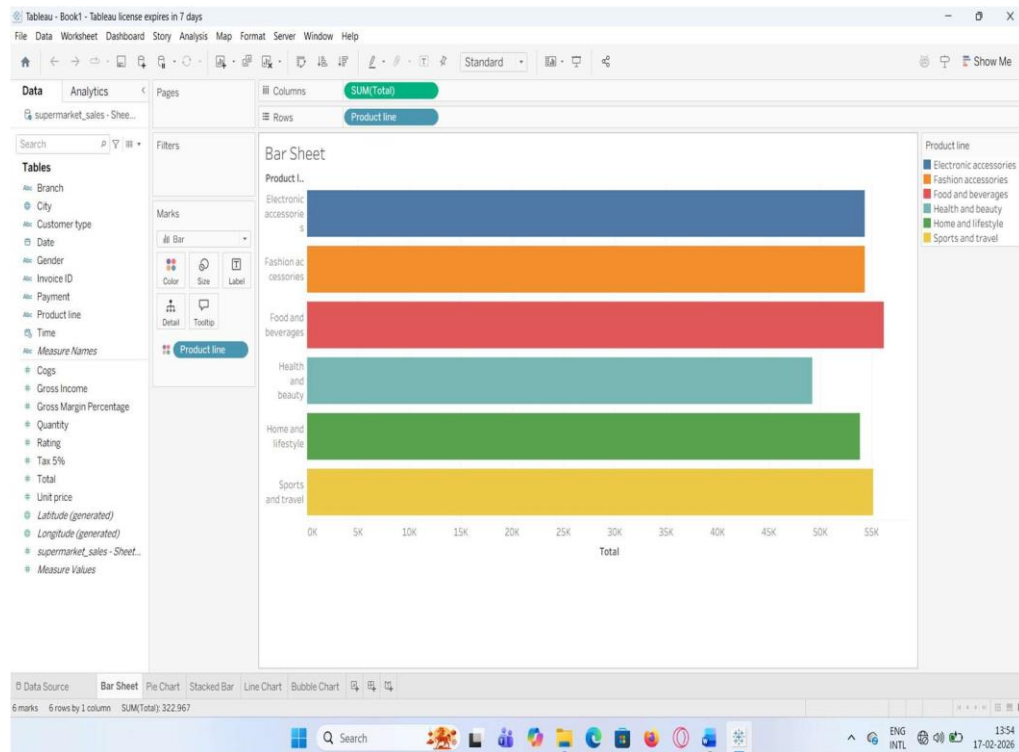 Tableau - Book1 - Tableau license expires in 7 days
File Data Worksheet Dashboard Story Analysis Map Format Server Window Help
Standard
Show Me
Data Analytics
supermarket_sales - Shee...
Search
Tables
Abc Branch
City
Abc Customer type
Date
Abc Gender
Abc Invoice ID
Abc Payment
Abc Product line
Time
Abc Measure Names
# Cogs
# Gross Income
# Gross Margin Percentage
# Quantity
# Rating
# Tax 5%
# Total
# Unit price
Latitude (generated)
Longitude (generated)
# supermarket_sales - Sheet...
# Measure Values
Pages
Filters
Marks
Bar
Color Size Label
Detail Tooltip
Product line
Columns SUM(Total)
Rows Product line
Bar Sheet
Product l..
Electronic
accessorie
s
Fashion ac
cessories
Food and
beverages
Health
and
beauty
Home and
lifestyle
Sports
and travel
0K 5K 10K 15K 20K 25K 30K 35K 40K 45K 50K 55K
Total
Product line
Electronic accessories
Fashion accessories
Food and beverages
Health and beauty
Home and lifestyle
Sports and travel
Data Source Bar Sheet Pie Chart Stacked Bar Line Chart Bubble Chart
6 marks 6 rows by 1 column SUM(Total): 322,967
Search
ENG
INTL
13:54
17-02-2026